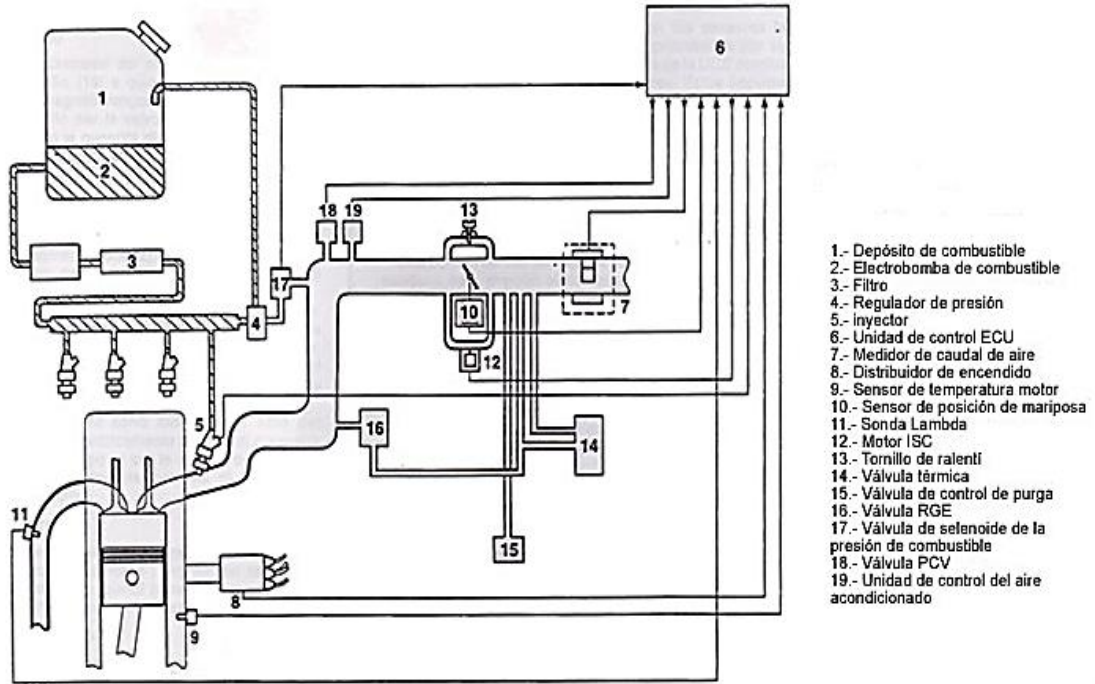 1
2
3
4
5
6
7
8
9
10
11
12
13
14
15
16
17
18
19
1.- Depósito de combustible
2.- Electrobomba de combustible
3.- Filtro
4.- Regulador de presión
5.- inyector
6.- Unidad de control ECU
7.- Medidor de caudal de aire
8.- Distribuidor de encendido
9.- Sensor de temperatura motor
10.- Sensor de posición de mariposa
11.- Sonda Lambda
12.- Motor ISC
13.- Tornillo de ralentí
14.- Válvula térmica
15.- Válvula de control de purga
16.- Válvula RGE
17.- Válvula de selenoide de la
presión de combustible
18.- Válvula PCV
19.- Unidad de control del aire
acondicionado